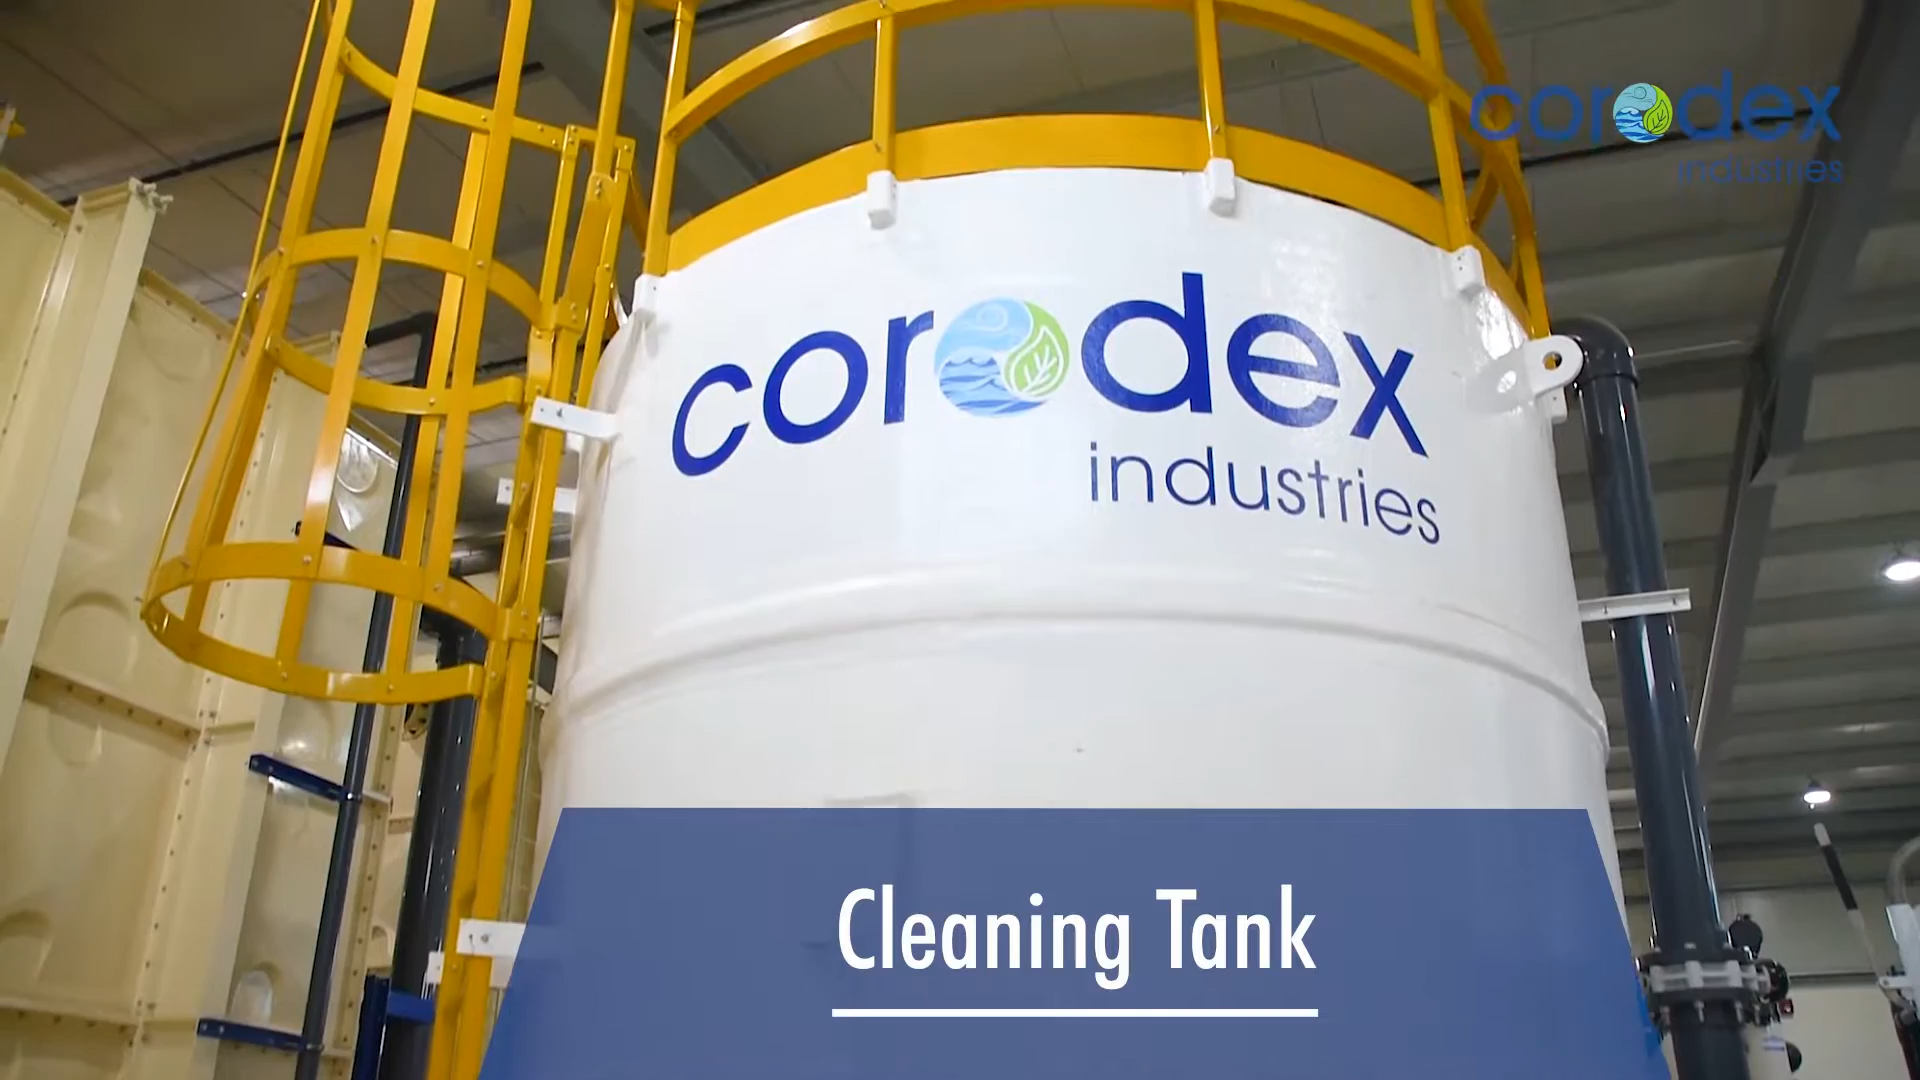 corodex
industries
corodex
industries
Cleaning Tank